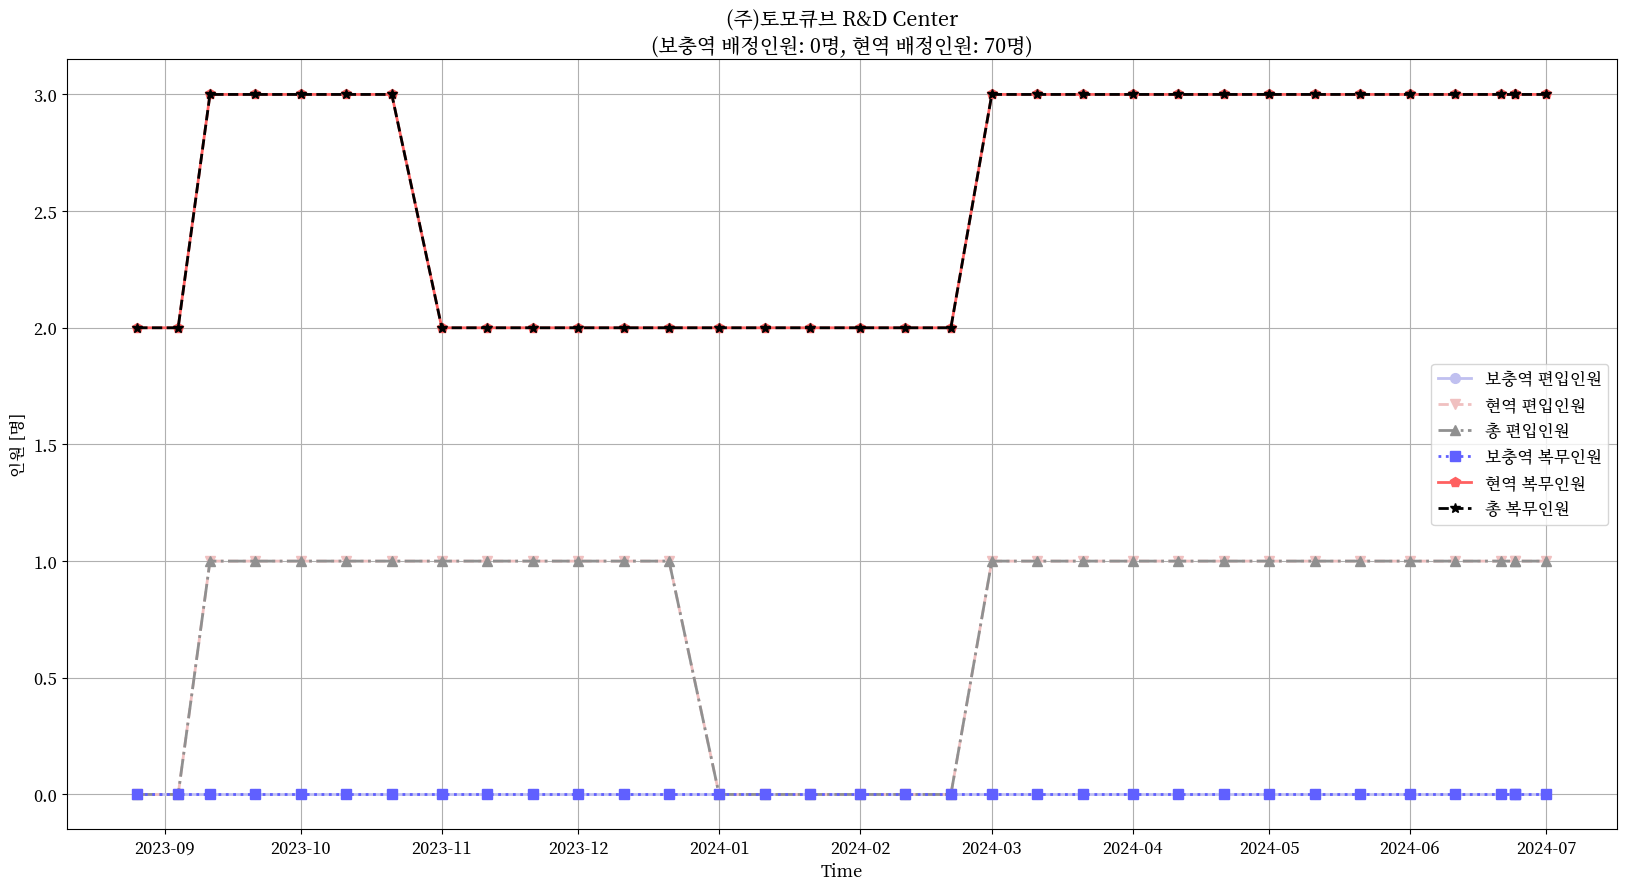 (주)토모큐브 R&D Center
(보충역 배정인원: 0명, 현역 배정인원: 70명)
인원 [명]
3.0
2.5
2.0
1.5
1.0
0.5
0.0
보충역 편입인원
현역 편입인원
총 편입인원
보충역 복무인원
현역 복무인원
총 복무인원
2023-09 2023-10 2023-11 2023-12 2024-01 2024-02 2024-03 2024-04 2024-05 2024-06 2024-07
Time